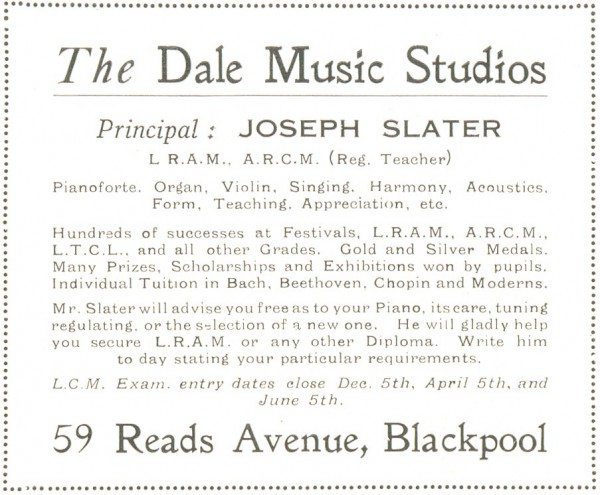 The Dale Music Studios
Principal : JOSEPH SLATER
L R.A.M., A.R.C.M. (Reg. Teacher)
Pianoforte. Organ, Violin, Singing. Harmony, Acoustics,
Form, Teaching. Appreciation, etc.
Hundreds of successes at Festivals, L.R.A.M., A.R.C.M.,
L.T.C.L., and all other Grades. Gold and Silver Medals.
Many Prizes, Scholarships and Exhibitions won by pupils.
Individual Tuition in Bach, Beethoven, Chopin and Moderns.
Mr. Slater will advise you free as to your Piano, its care, tuning
regulating, or the selection of a new one. He will gladly help
you secure L.R.A.M. or any other Diploma. Write him
to day stating your particular requirements.
L.C.M. Exam. entry dates close Dec. 5th, April 5th, and
June 5th.
59 Reads Avenue, Blackpool